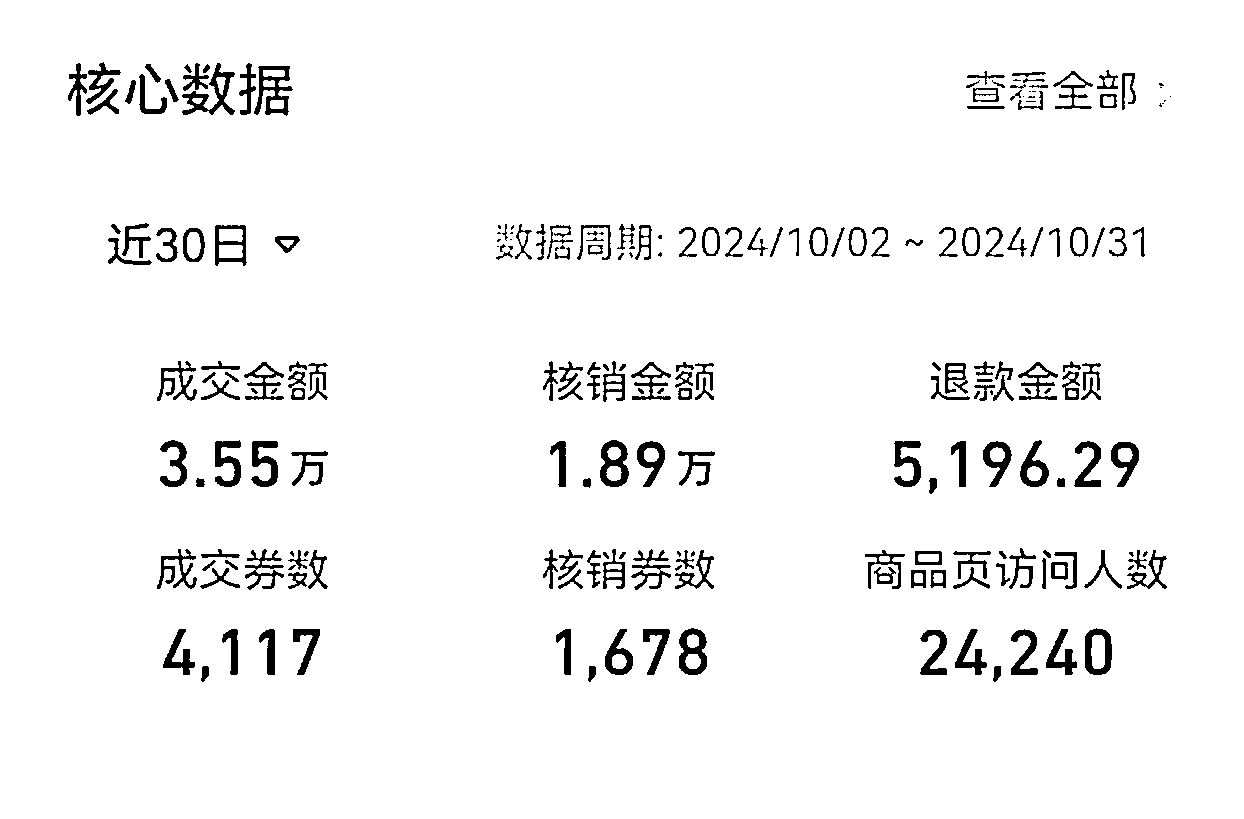 核心数据 查看全部
近30日 数据周期: 2024/10/02 ~ 2024/10/31
成交金额 核销金额 退款金额
3.55万 1.89万 5,196.29
成交券数 核销券数 商品页访问人数
4,117 1,678 24,240